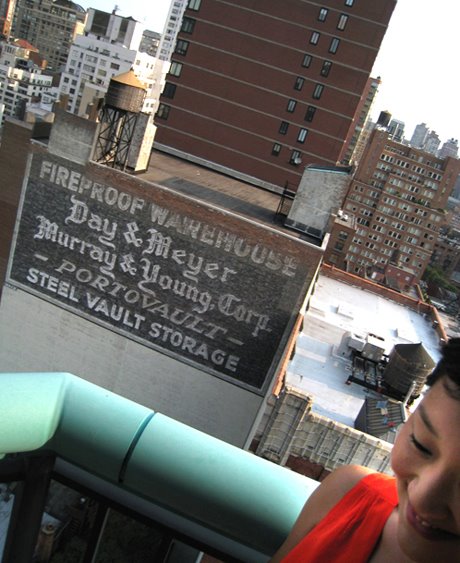 FIREPROOF WAREHOUSE
Day & Meyer
Murray & Young, Corp.
- PORTOVAULT -
STEEL VAULT STORAGE